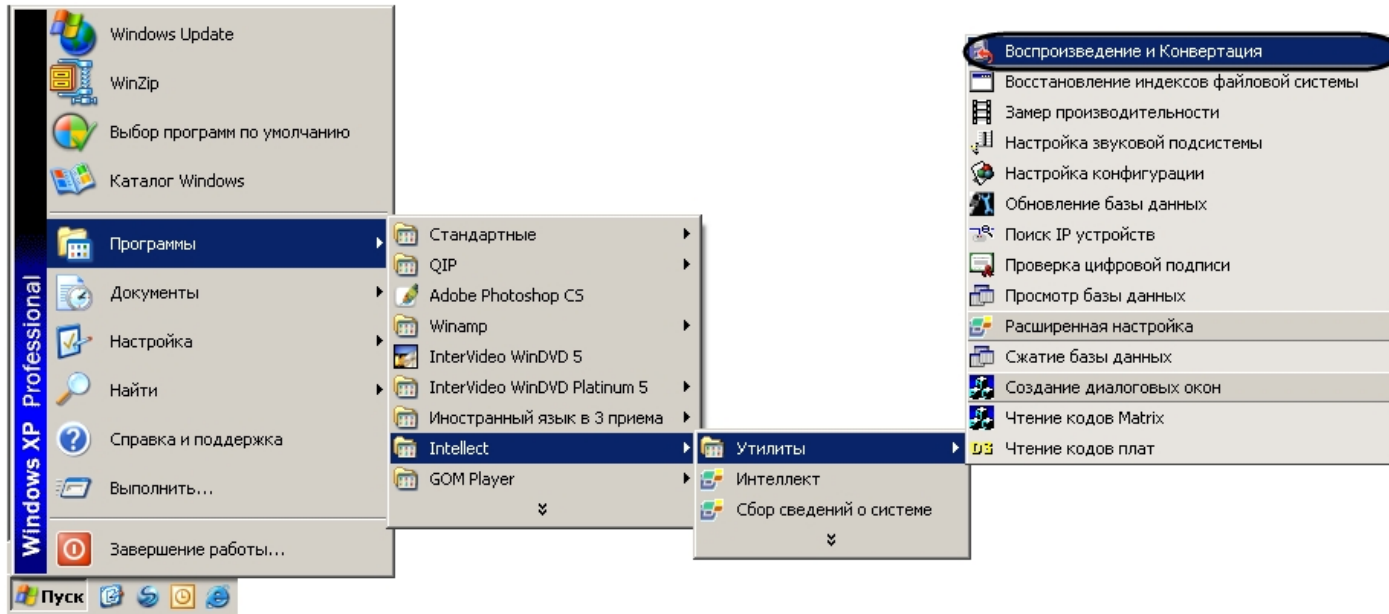 Windows XP Professional
Windows Update
WinZip
Выбор программ по умолчанию
Каталог Windows
Программы
Документы
Настройка
Найти
Справка и поддержка
Выполнить...
Завершение работы...
Пуск
Стандартные
QIP
Adobe Photoshop CS
Winamp
InterVideo WinDVD 5
InterVideo WinDVD Platinum 5
Иностранный язык в 3 приема
Intellect
GOM Player
Утилиты
Интеллект
Сбор сведений о системе
Воспроизведение и Конвертация
Восстановление индексов файловой системы
Замер производительности
Настройка звуковой подсистемы
Настройка конфигурации
Обновление базы данных
Поиск IP устройств
Проверка цифровой подписи
Просмотр базы данных
Расширенная настройка
Сжатие базы данных
Создание диалоговых окон
Чтение кодов Matrix
Чтение кодов плат